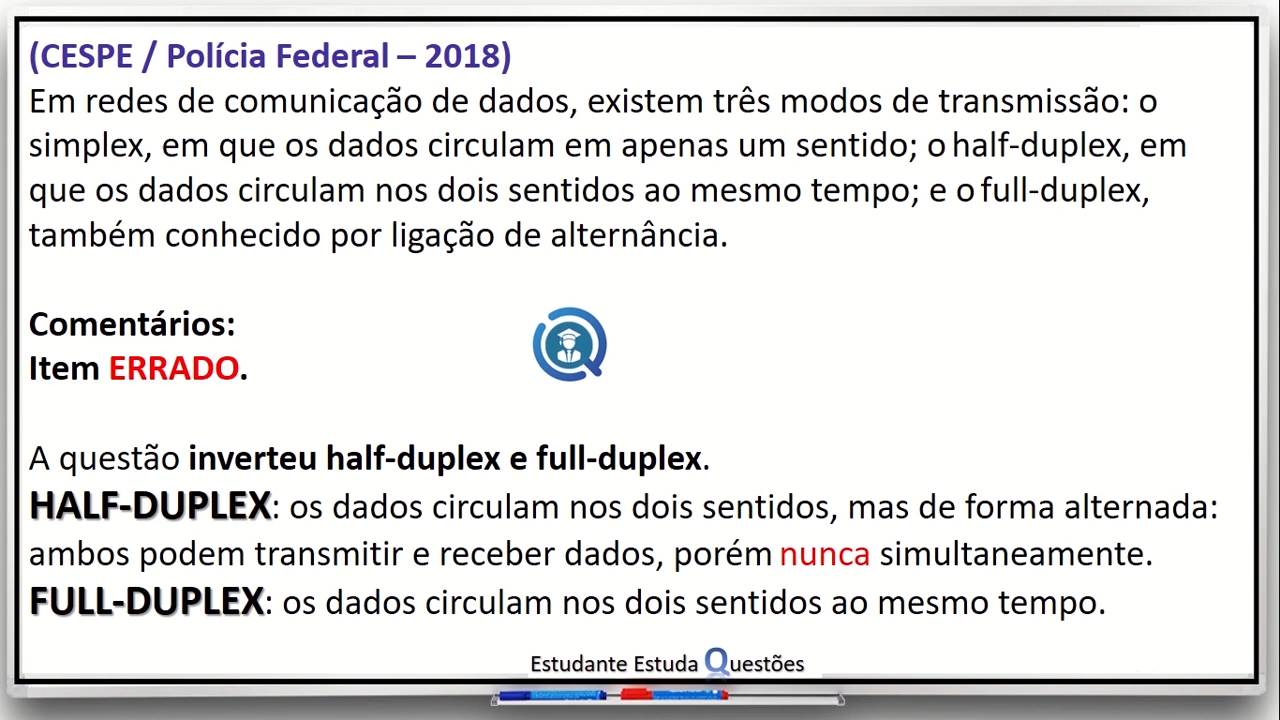 (CESPE / Polícia Federal – 2018)
Em redes de comunicação de dados, existem três modos de transmissão: o
simplex, em que os dados circulam em apenas um sentido; o half-duplex, em
que os dados circulam nos dois sentidos ao mesmo tempo; e o full-duplex,
também conhecido por ligação de alternância.
Comentários:
Item ERRADO.
A questão inverteu half-duplex e full-duplex.
HALF-DUPLEX: os dados circulam nos dois sentidos, mas de forma alternada:
ambos podem transmitir e receber dados, porém nunca simultaneamente.
FULL-DUPLEX: os dados circulam nos dois sentidos ao mesmo tempo.
Estudante Estuda Questões